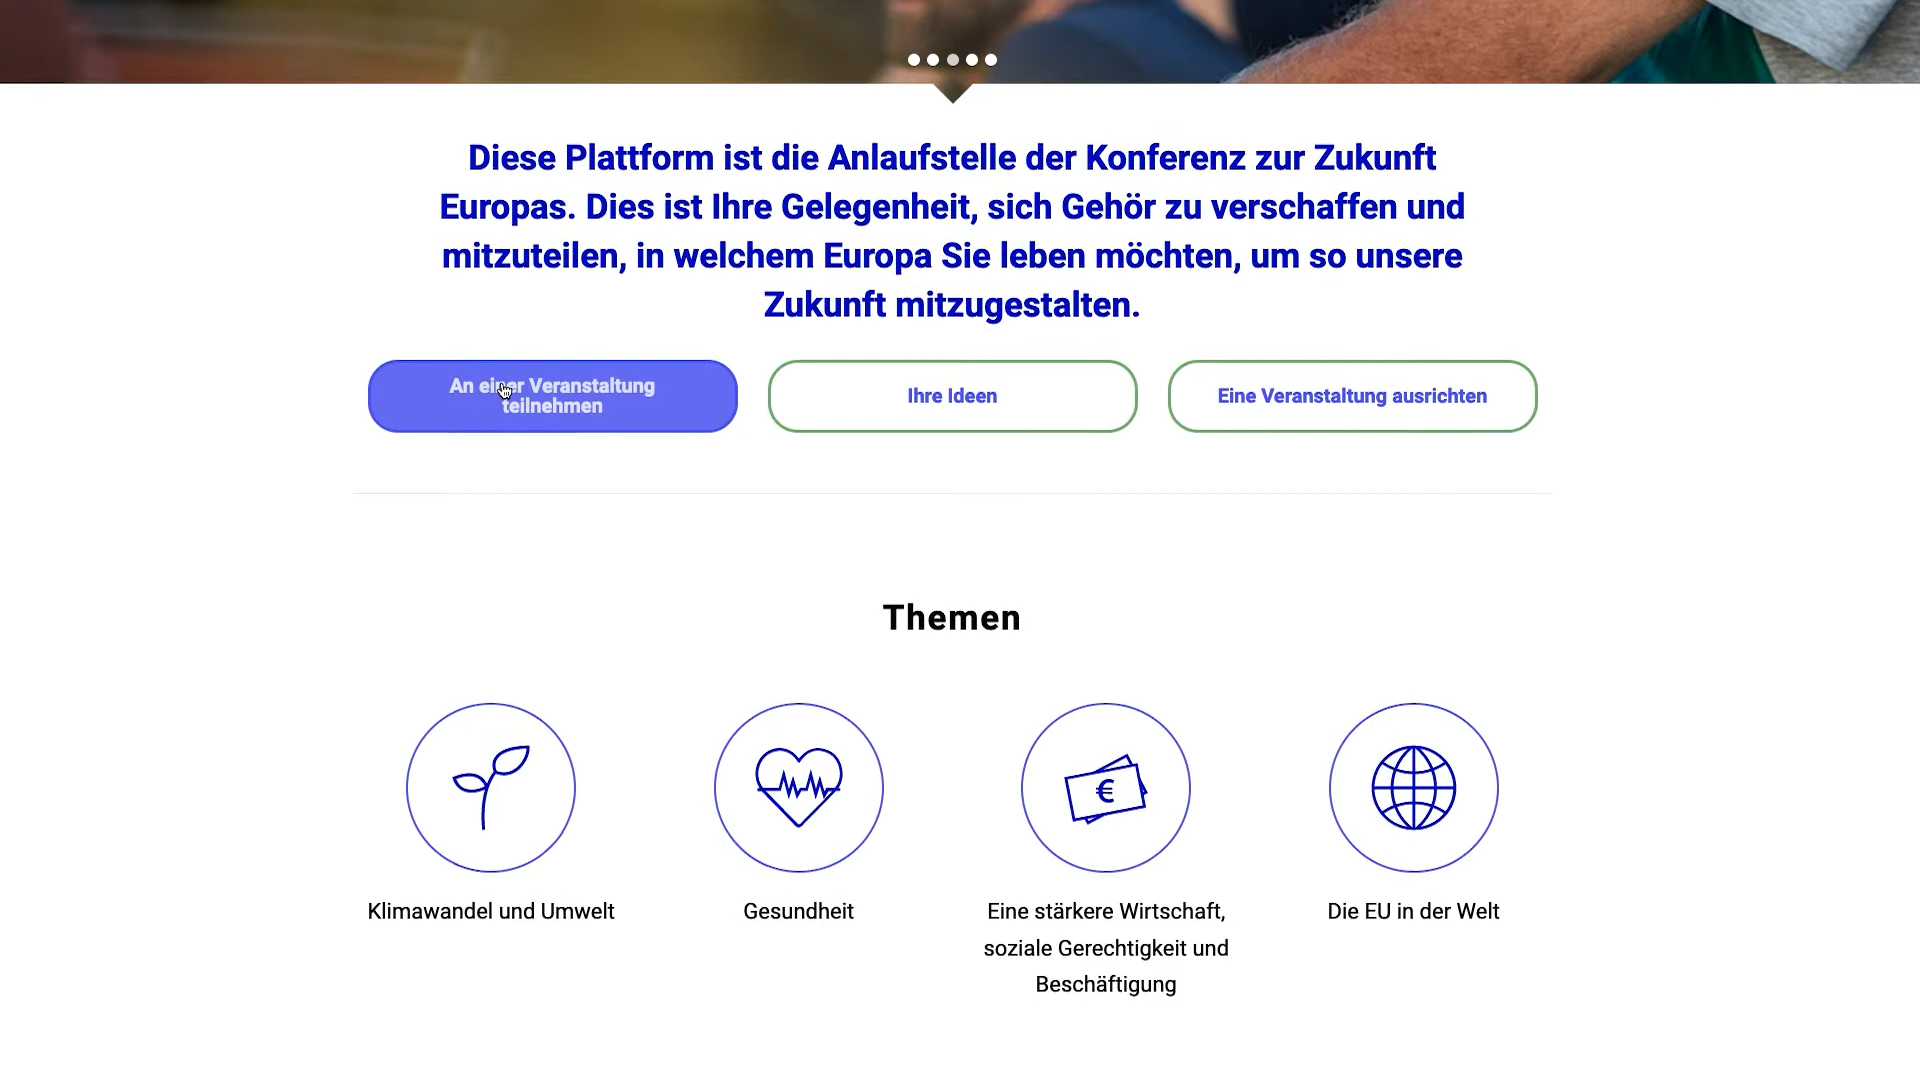 Diese Plattform ist die Anlaufstelle der Konferenz zur Zukunft
Europas. Dies ist Ihre Gelegenheit, sich Gehör zu verschaffen und
mitzuteilen, in welchem Europa Sie leben möchten, um so unsere
Zukunft mitzugestalten.
An einer Veranstaltung
teilnehmen
Ihre Ideen
Eine Veranstaltung ausrichten
Themen
€
Klimawandel und Umwelt
Gesundheit
Eine stärkere Wirtschaft,
soziale Gerechtigkeit und
Beschäftigung
Die EU in der Welt